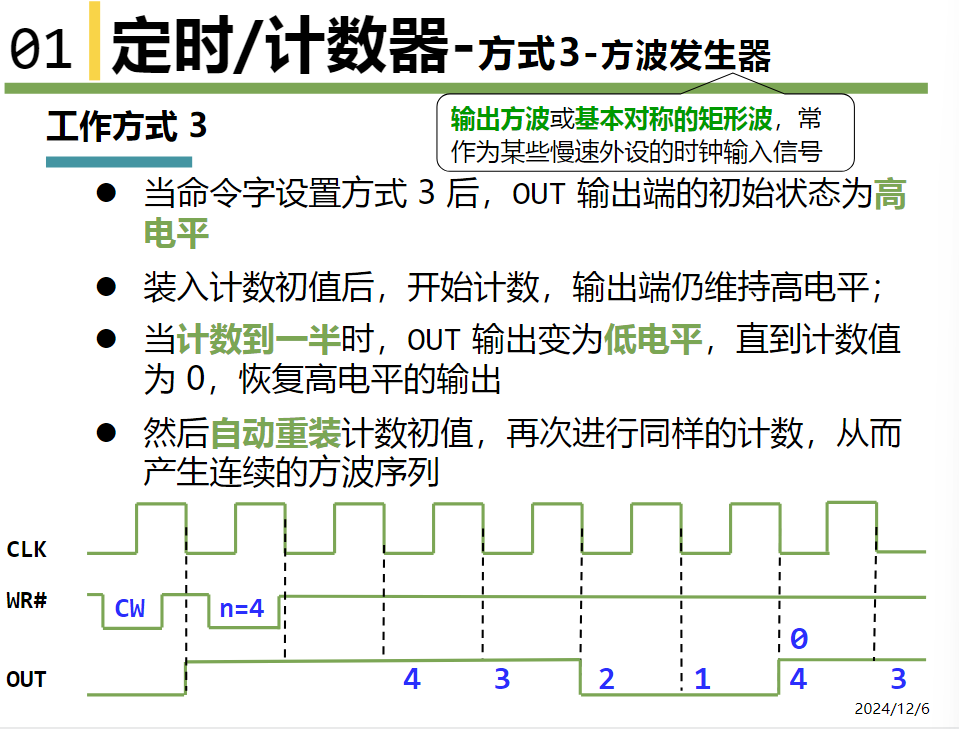 01 定时/计数器-方式3-方波发生器
工作方式 3
输出方波或基本对称的矩形波，常
作为某些慢速外设的时钟输入信号
● 当命令字设置方式 3 后，OUT 输出端的初始状态为高
电平
● 装入计数初值后，开始计数，输出端仍维持高电平；
● 当计数到一半时，OUT 输出变为低电平，直到计数值
为 0，恢复高电平的输出
● 然后自动重装计数初值，再次进行同样的计数，从而
产生连续的方波序列
CLK
WR# CW n=4
0
OUT 4 3 2 1 4 3
2024/12/6